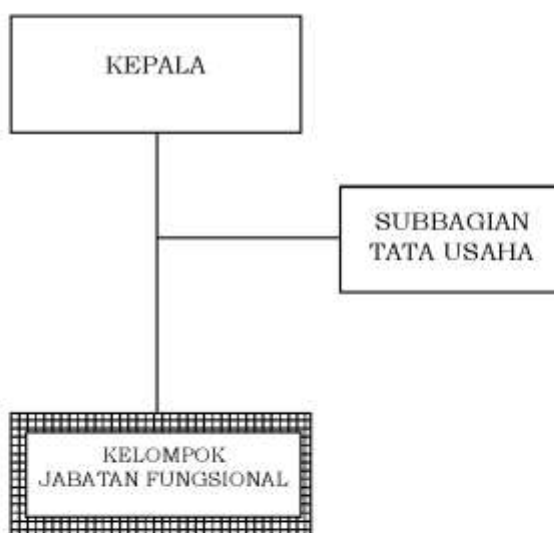 KEPALA
SUBBAGIAN
TATA USAHA
KELOMPOK
JABATAN FUNGSIONAL